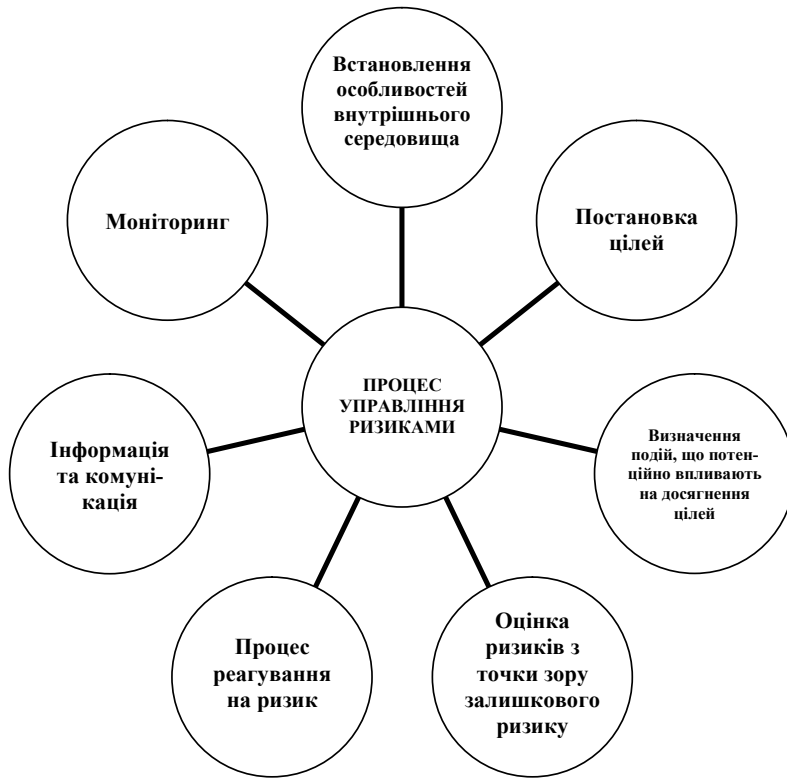 Встановлення
особливостей
внутрішнього
середовища
Постановка
цілей
Визначення
подій, що потен-
ційно впливають
на досягнення
цілей
Оцінка
ризиків з
точки зору
залишкового
ризику
Процес
реагування
на ризик
Інформація
та комуні-
кація
Моніторинг
ПРОЦЕС
УПРАВЛІННЯ
РИЗИКАМИ